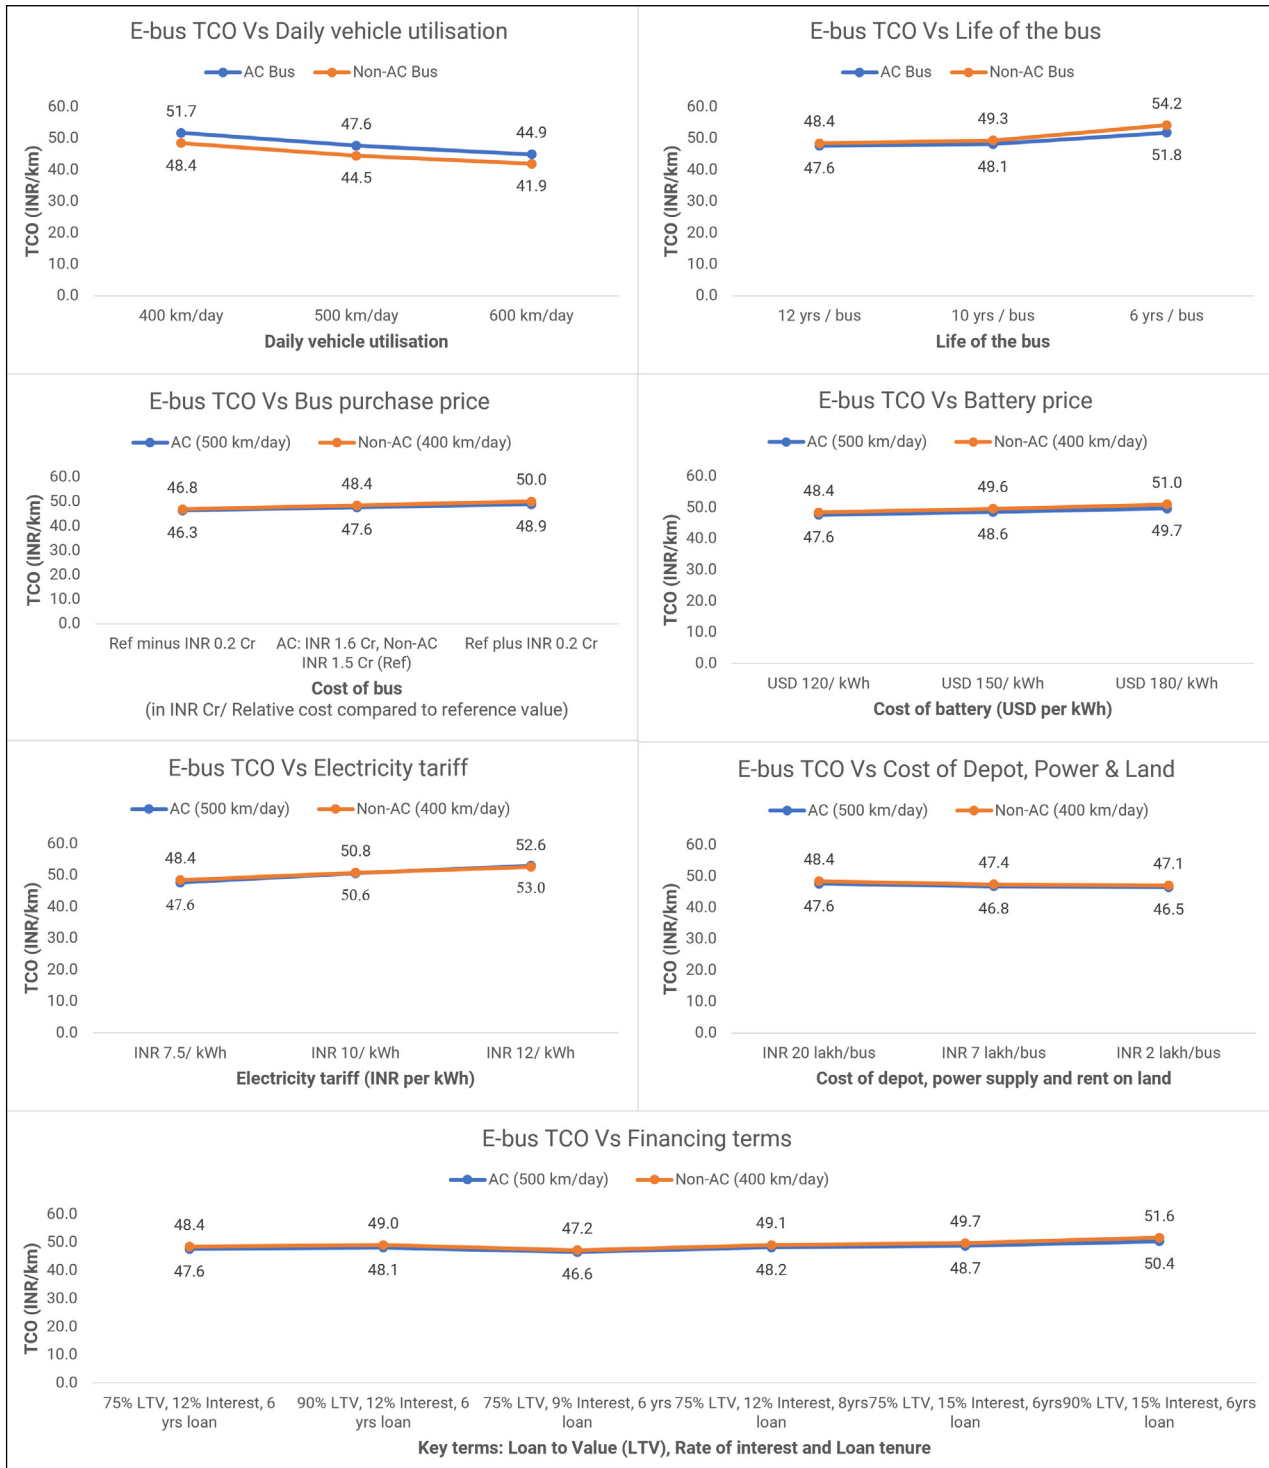 E-bus TCO Vs Daily vehicle utilisation
AC Bus Non-AC Bus
TCO (INR/km)
60.0
50.0
40.0
30.0
20.0
10.0
0.0
51.7 47.6 44.9
48.4 44.5 41.9
400 km/day 500 km/day 600 km/day
Daily vehicle utilisation
E-bus TCO Vs Life of the bus
AC Bus Non-AC Bus
TCO (INR/km)
60.0
50.0
40.0
30.0
20.0
10.0
0.0
48.4 49.3 54.2
47.6 48.1 51.8
12 yrs / bus 10 yrs / bus 6 yrs / bus
Life of the bus
E-bus TCO Vs Bus purchase price
AC (500 km/day) Non-AC (400 km/day)
TCO (INR/km)
60.0
50.0
40.0
30.0
20.0
10.0
0.0
46.8 48.4 50.0
46.3 47.6 48.9
Ref minus INR 0.2 Cr AC: INR 1.6 Cr, Non-AC Ref plus INR 0.2 Cr
INR 1.5 Cr (Ref)
Cost of bus
(in INR Cr/ Relative cost compared to reference value)
E-bus TCO Vs Battery price
AC (500 km/day) Non-AC (400 km/day)
TCO (INR/km)
60.0
50.0
40.0
30.0
20.0
10.0
0.0
48.4 49.6 51.0
47.6 48.6 49.7
USD 120/ kWh USD 150/ kWh USD 180/ kWh
Cost of battery (USD per kWh)
E-bus TCO Vs Electricity tariff
AC (500 km/day) Non-AC (400 km/day)
TCO (INR/km)
60.0
50.0
40.0
30.0
20.0
10.0
0.0
48.4 50.8 52.6
47.6 50.6 53.0
INR 7.5/ kWh INR 10/ kWh INR 12/ kWh
Electricity tariff (INR per kWh)
E-bus TCO Vs Cost of Depot, Power & Land
AC (500 km/day) Non-AC (400 km/day)
TCO (INR/km)
60.0
50.0
40.0
30.0
20.0
10.0
0.0
48.4 47.4 47.1
47.6 46.8 46.5
INR 20 lakh/bus INR 7 lakh/bus INR 2 lakh/bus
Cost of depot, power supply and rent on land
E-bus TCO Vs Financing terms
AC (500 km/day) Non-AC (400 km/day)
TCO (INR/km)
60.0
50.0
40.0
30.0
20.0
10.0
0.0
48.4 49.0 47.2 49.1 49.7 51.6
47.6 48.1 46.6 48.2 48.7 50.4
75% LTV, 12% Interest, 6 90% LTV, 12% Interest, 6 75% LTV, 9% Interest, 6 yrs 75% LTV, 12% Interest, 8yrs 75% LTV, 15% Interest, 6yrs 90% LTV, 15% Interest, 6yrs
yrs loan yrs loan loan loan loan loan
Key terms: Loan to Value (LTV), Rate of interest and Loan tenure